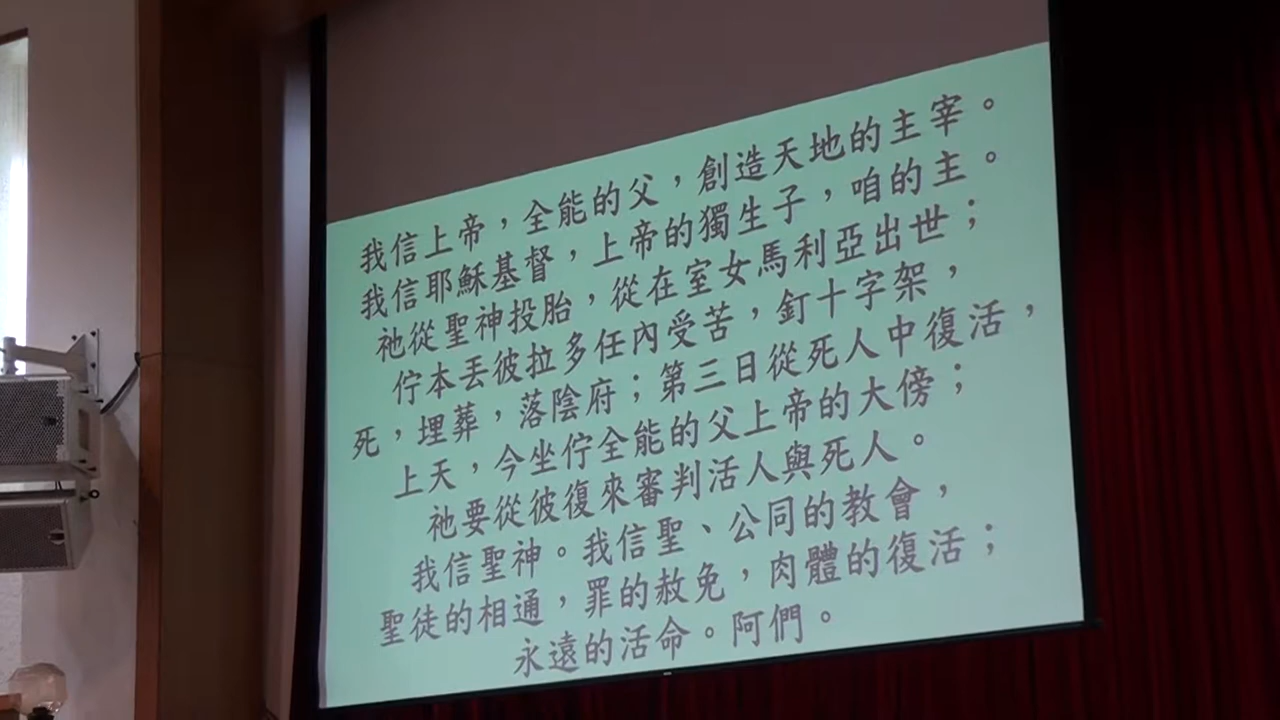 我信上帝，全能的父，創造天地的主宰。
我信耶穌基督，上帝的獨生子，咱的主。
祂從聖神投胎，從在室女馬利亞出世；
佇本丟彼拉多任內受苦，釘十字架，
死，埋葬，落陰府；第三日從死人中復活，
上天，今坐佇全能的父上帝的大傍；
祂要從彼復來審判活人與死人。
我信聖神。我信聖、公同的教會，
聖徒的相通，罪的赦免，肉體的復活；
永遠的活命。阿們。